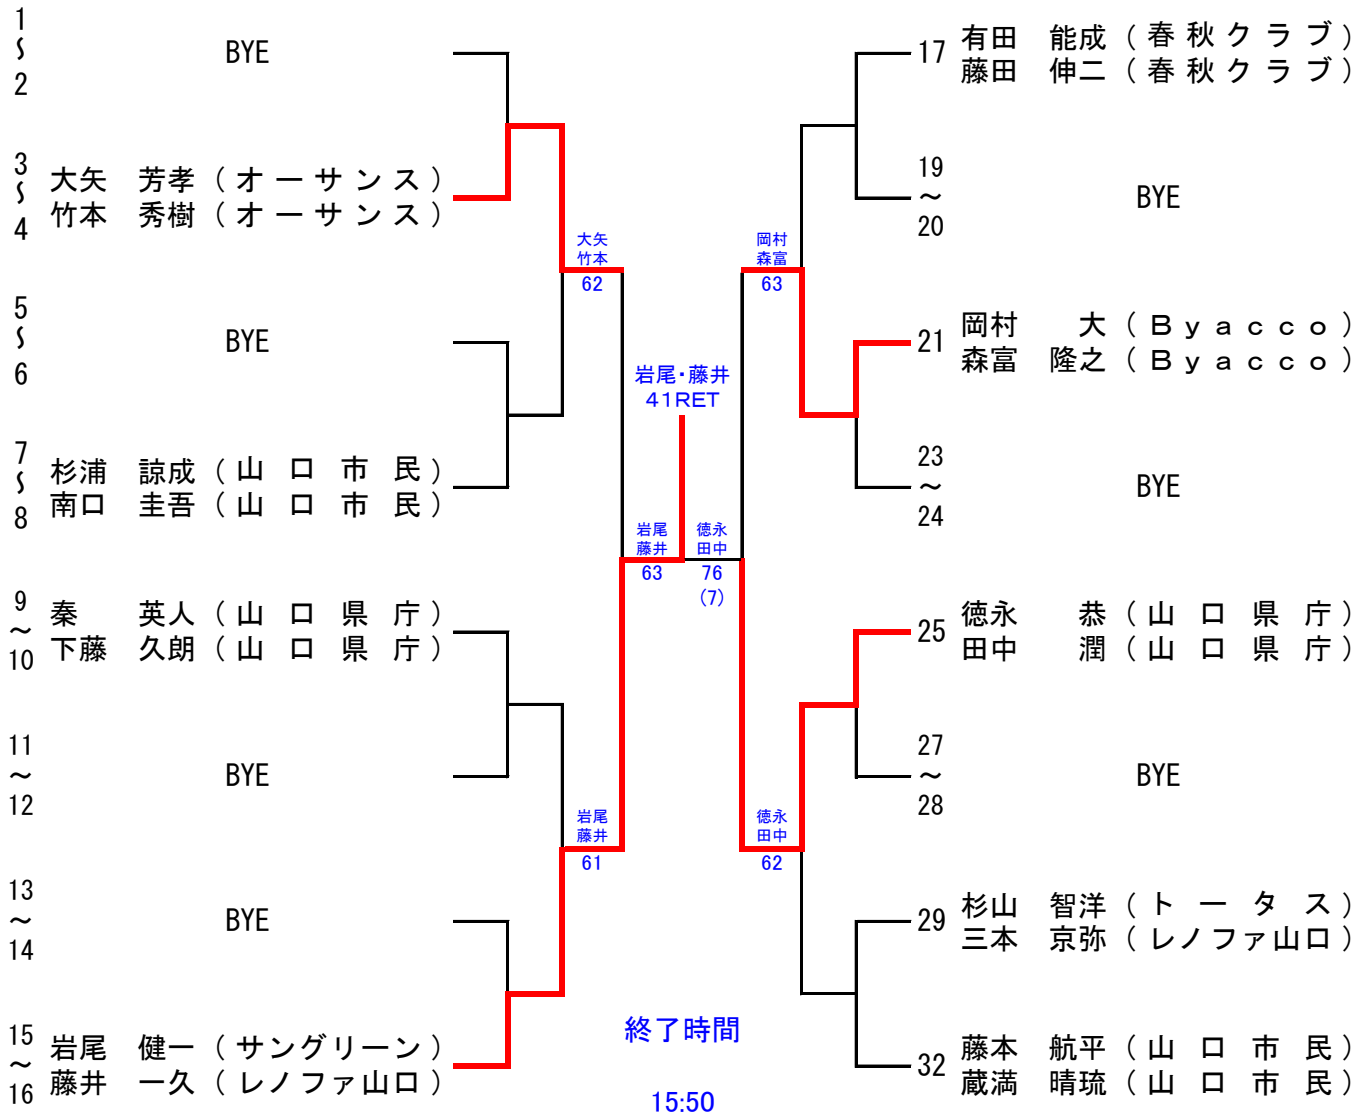 1
～
2
BYE
3
～
4
大矣 芳孝 ( オーサンス )
竹本 秀樹 ( オーサンス )
5
～
6
BYE
7
～
8
杉浦 諒成 ( 山口市民 )
南口 圭吾 ( 山口市民 )
9
～
10
秦 英人 ( 山口県庁 )
下藤 久朗 ( 山口県庁 )
11
～
12
BYE
13
～
14
BYE
15
～
16
岩尾 健一 ( サングリーン )
藤井 一久 ( レノファ山口 )
大矢
竹本
62
岩尾
藤井
61
岩尾
藤井
63
岩尾・藤井
41RET
徳永
田中
76
(7)
岡村
森富
63
徳永
田中
62
17
有田 能成 ( 春秋クラブ )
藤田 伸二 ( 春秋クラブ )
19
～
20
BYE
21
岡村 大 ( Byacco )
森富 隆之 ( Byacco )
23
～
24
BYE
25
徳永 恭 ( 山口県庁 )
田中 潤 ( 山口県庁 )
27
～
28
BYE
29
杉山 智洋 ( トータス )
三本 京弥 ( レノファ山口 )
32
藤本 航平 ( 山口市民 )
蔵満 晴琉 ( 山口市民 )
終了時間
15:50